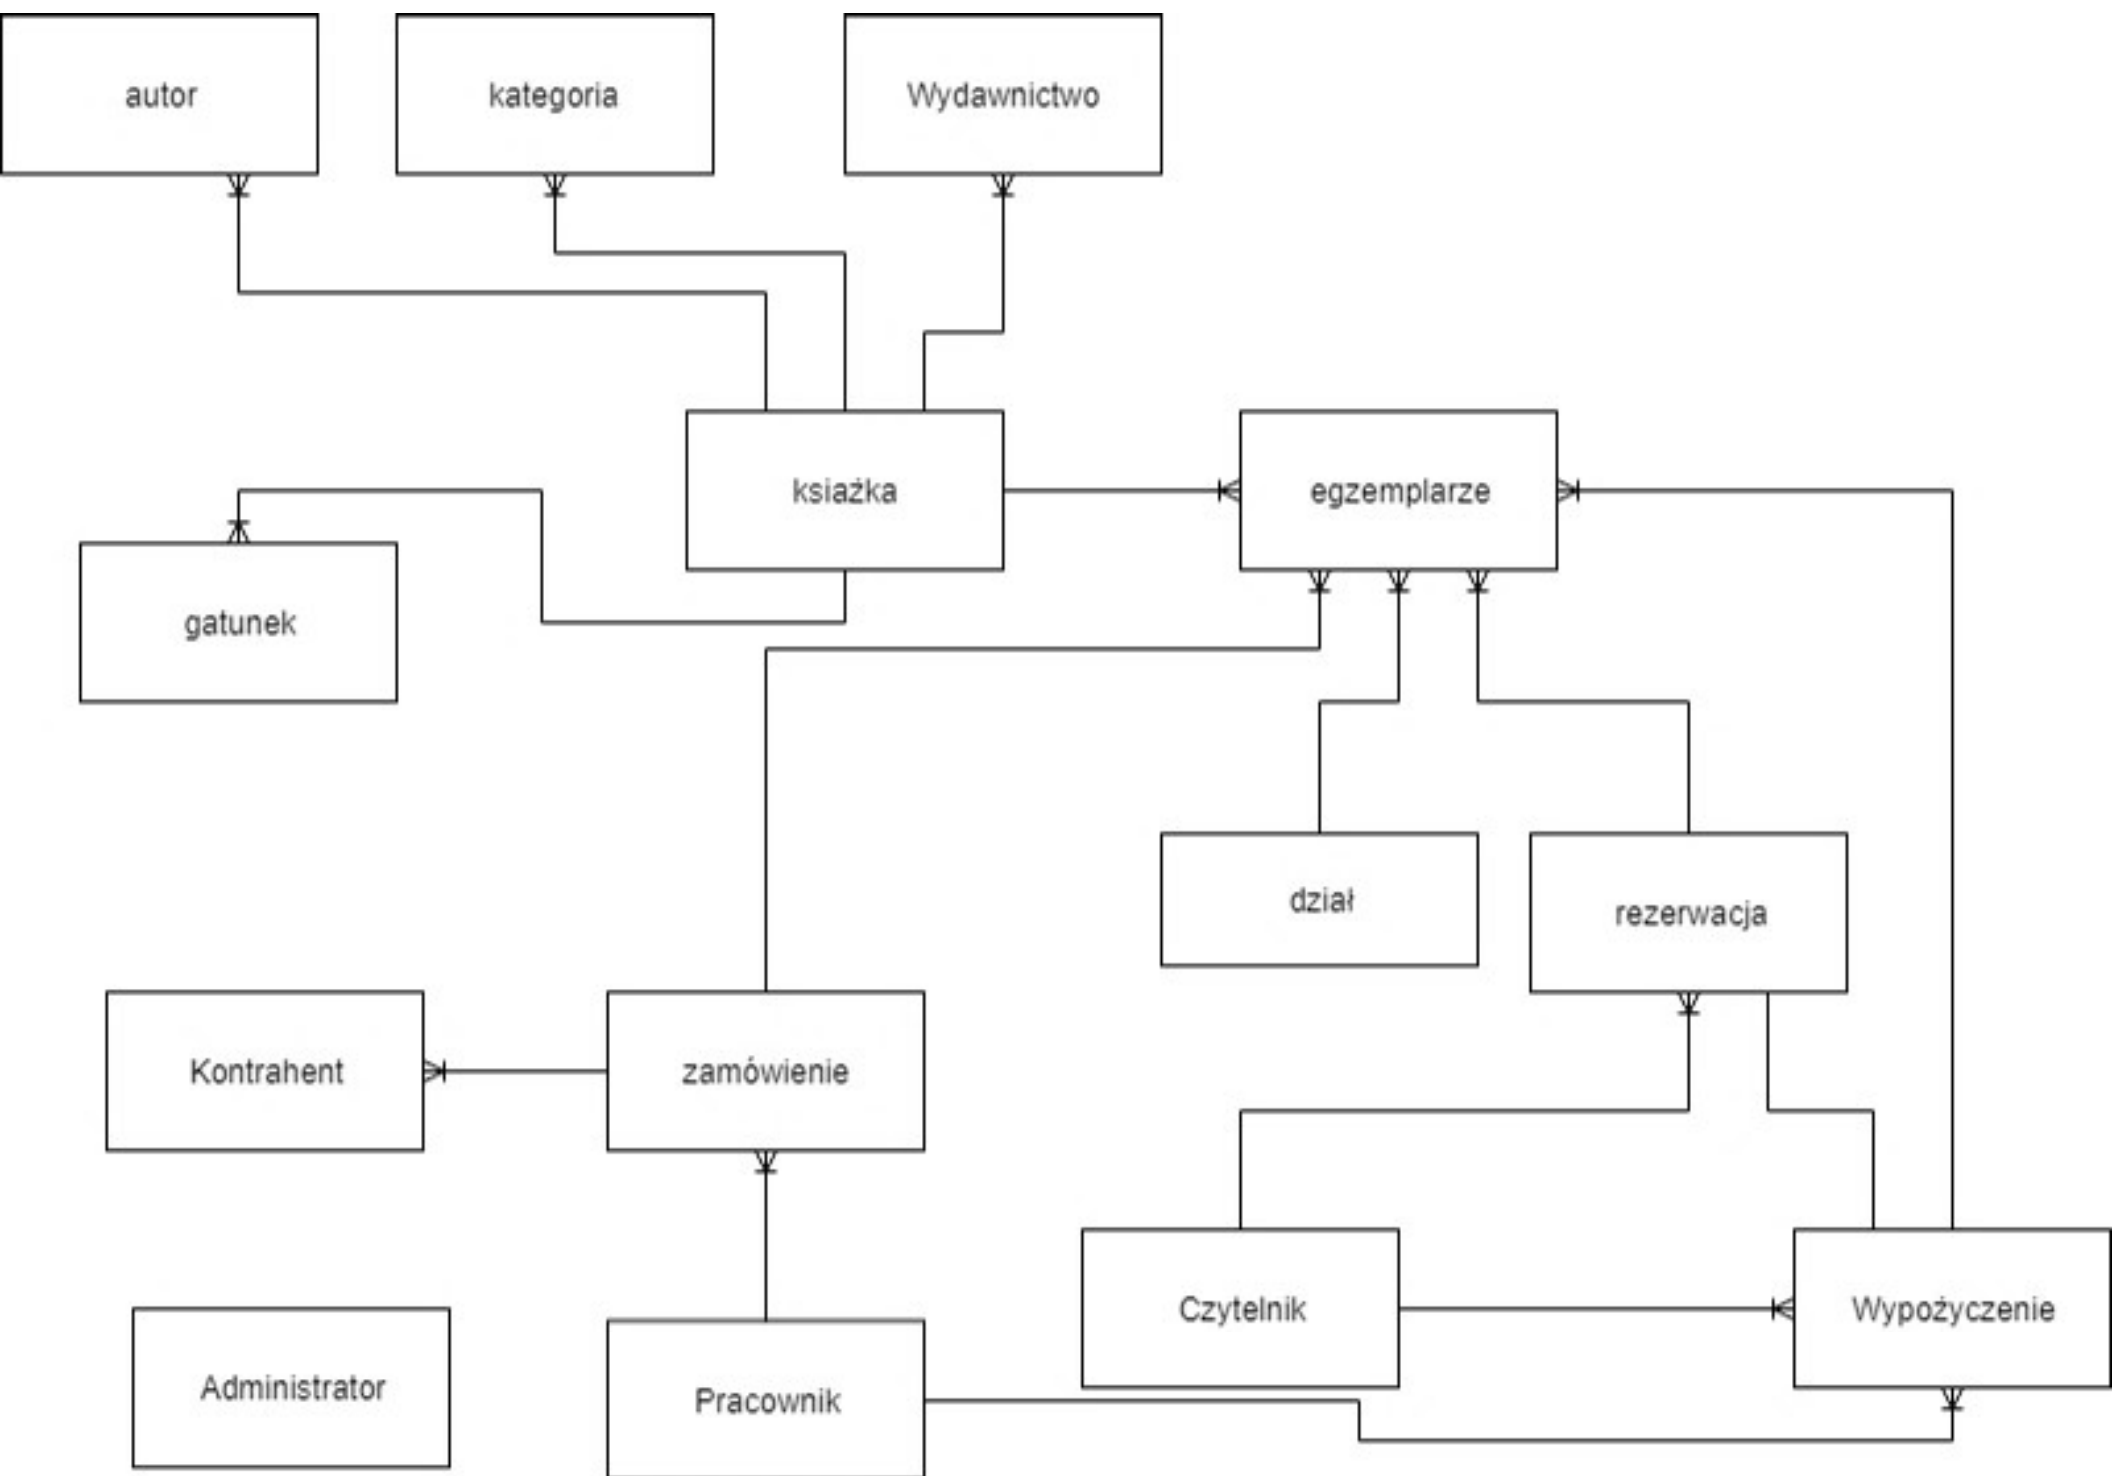 autor
kategoria
Wydawnictwo
ksiażka
egzemplarze
gatunek
dział
rezerwacja
Kontrahent
zamówienie
Czytelnik
Wypożyczenie
Administrator
Pracownik